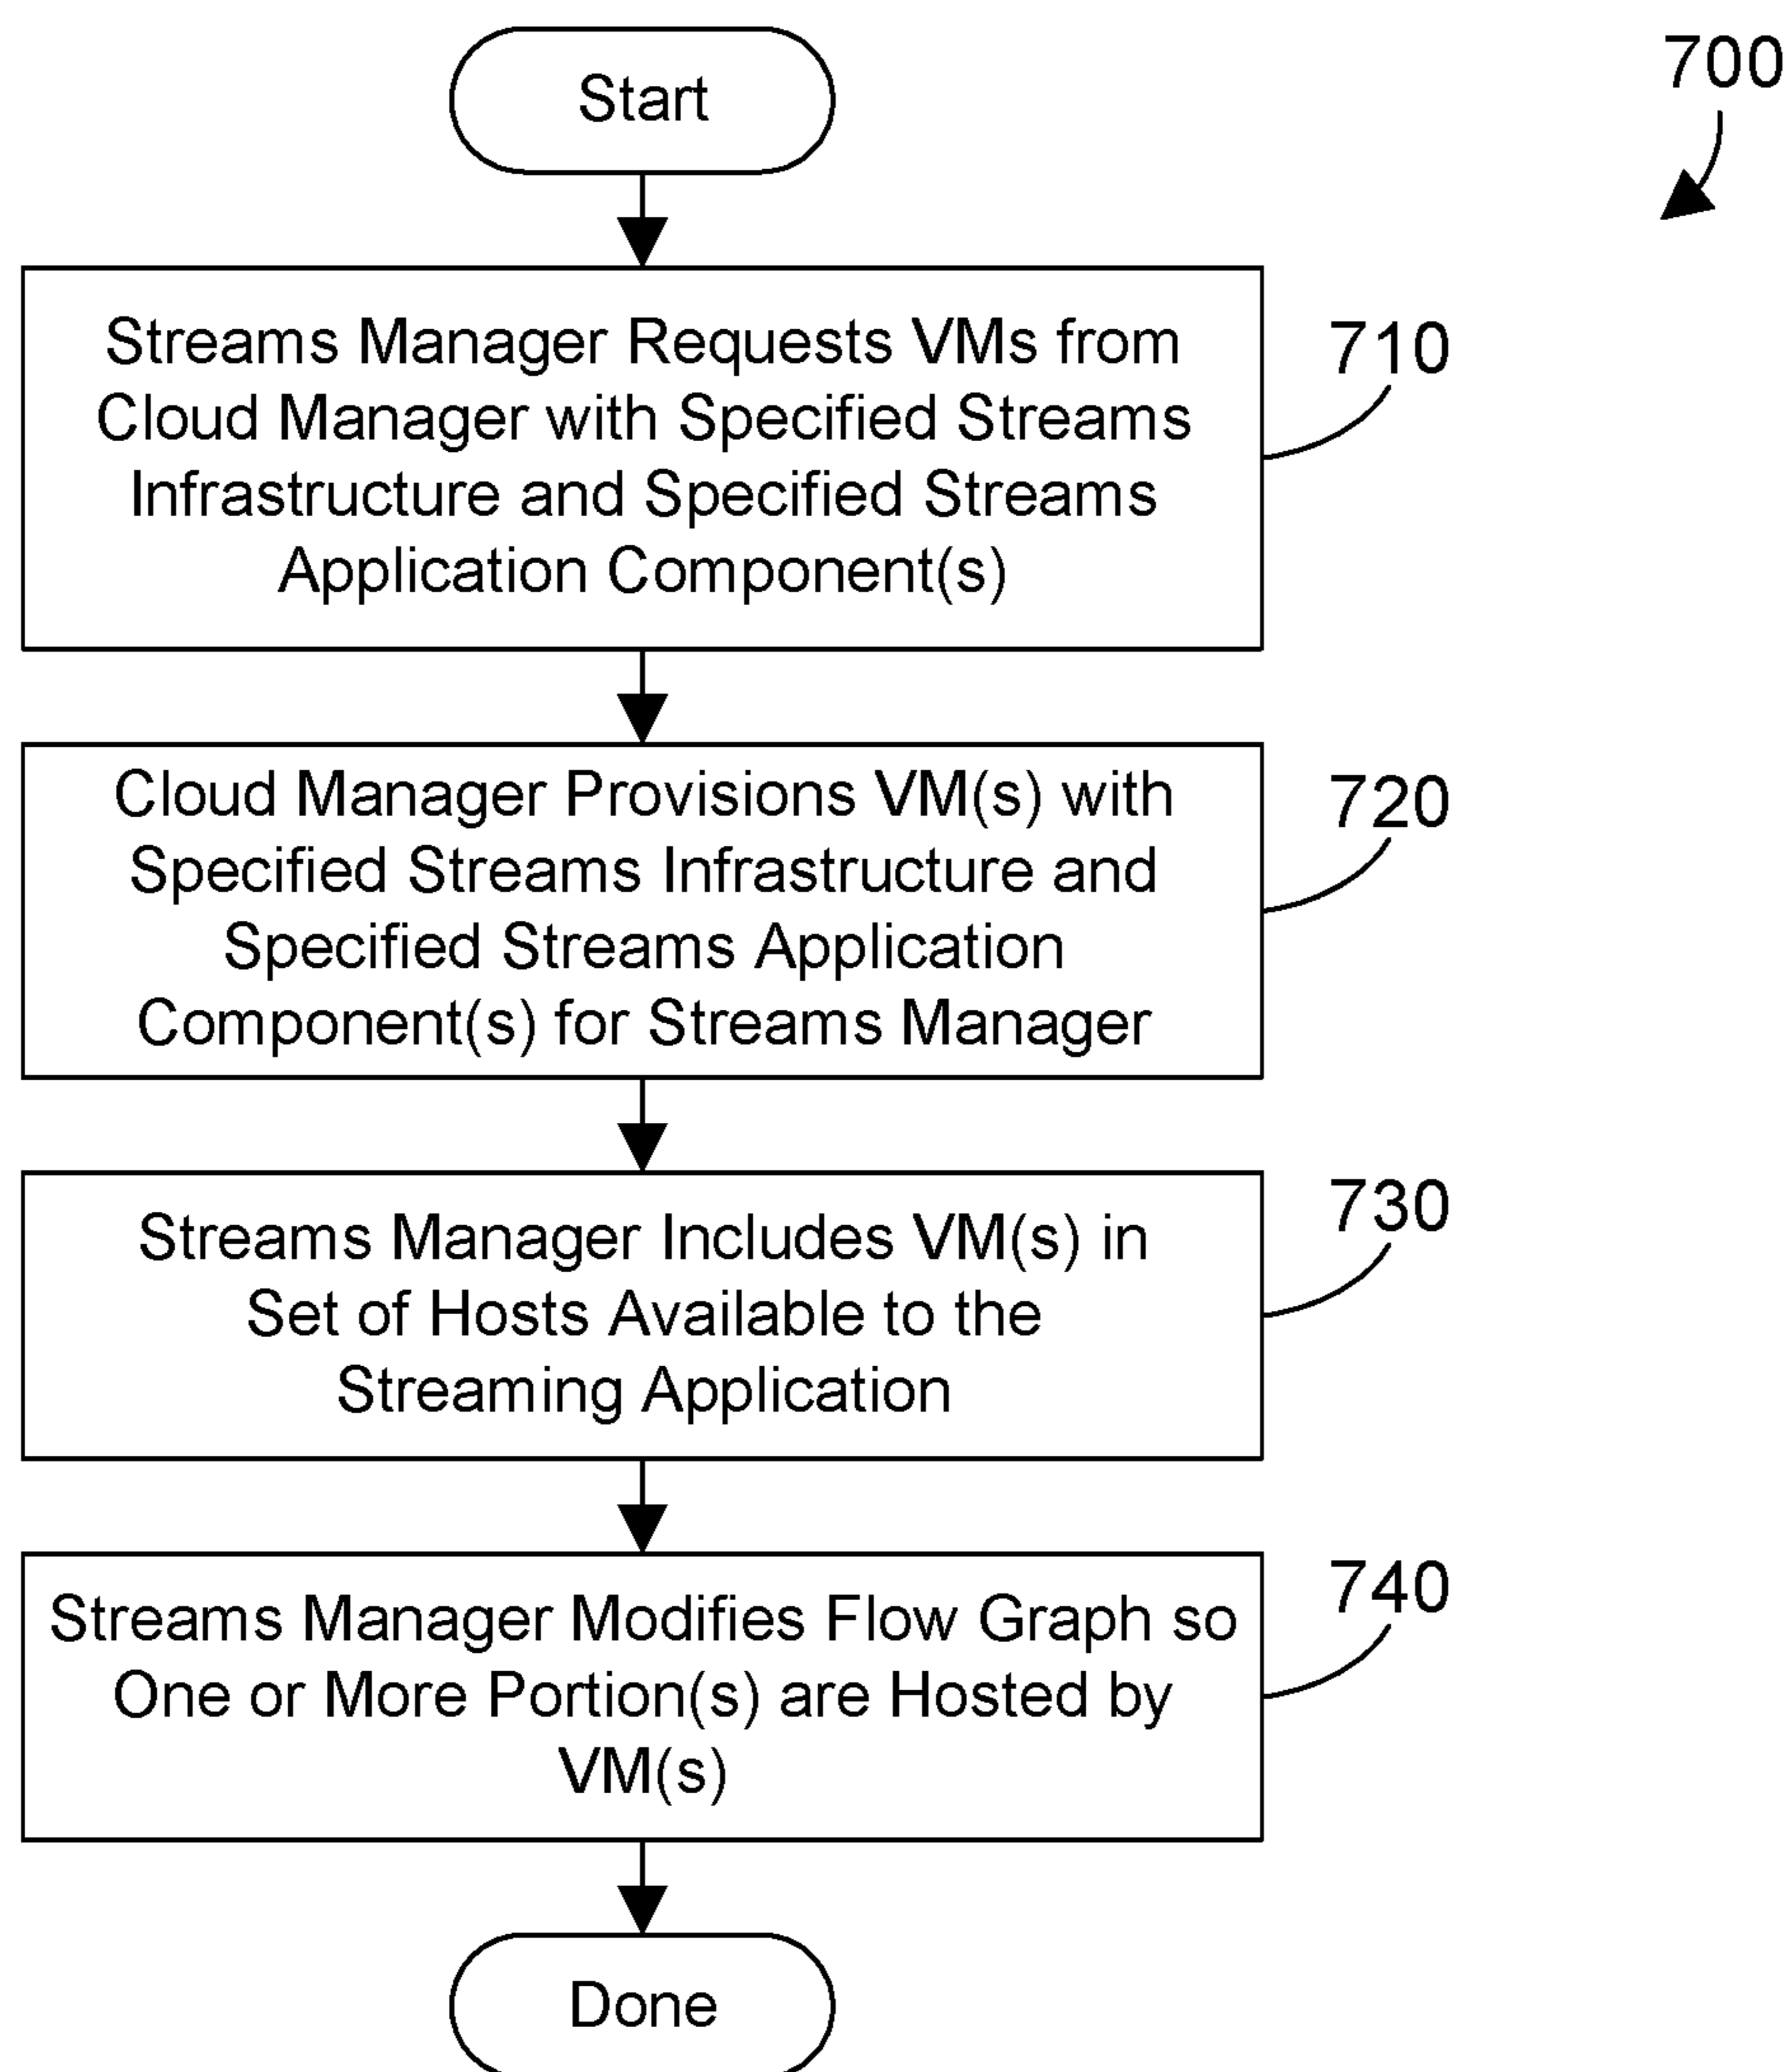 Start
700
Streams Manager Requests VMs from
Cloud Manager with Specified Streams
Infrastructure and Specified Streams
Application Component(s)
710
Cloud Manager Provisions VM(s) with
Specified Streams Infrastructure and
Specified Streams Application
Component(s) for Streams Manager
720
Streams Manager Includes VM(s) in
Set of Hosts Available to the
Streaming Application
730
Streams Manager Modifies Flow Graph so
One or More Portion(s) are Hosted by
VM(s)
740
Done